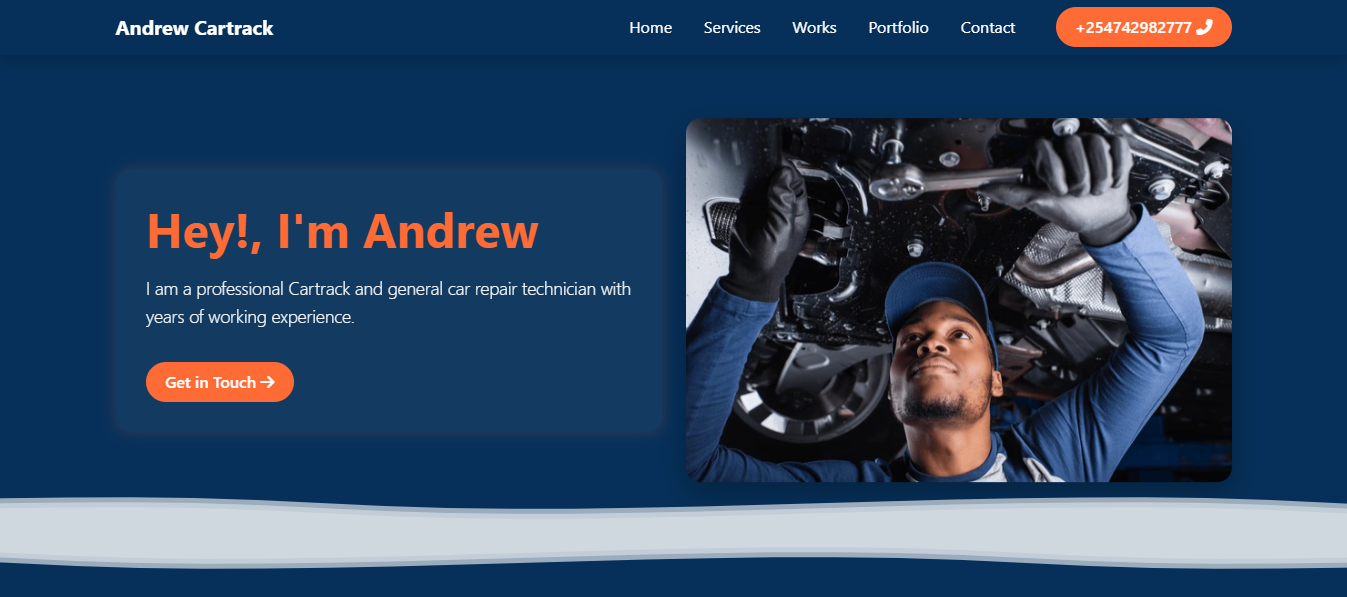 Andrew Cartrack
Home Services Works Portfolio Contact +254742982777
Hey!, I'm Andrew
I am a professional Cartrack and general car repair technician with
years of working experience.
Get in Touch